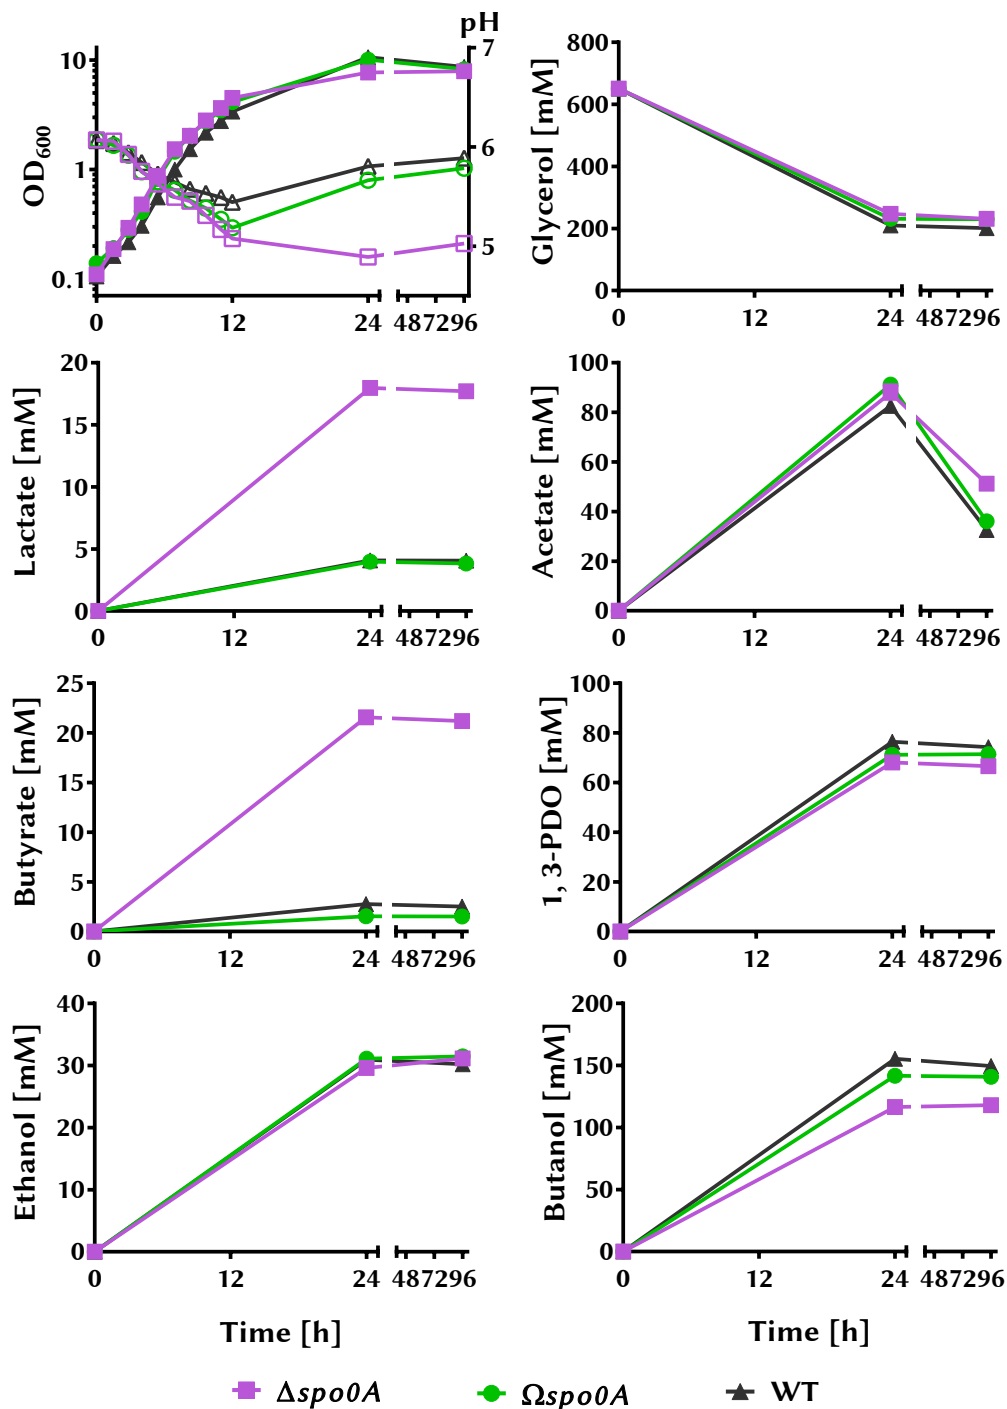 pH
OD600
10
1
0.1
7
6
5
0 12 24 487296
Glycerol [mM]
800
600
400
200
0
0 12 24 487296
Lactate [mM]
20
15
10
5
0
0 12 24 487296
Acetate [mM]
100
80
60
40
20
0
0 12 24 487296
Butyrate [mM]
25
20
15
10
5
0
0 12 24 487296
1, 3-PDO [mM]
100
80
60
40
20
0
0 12 24 487296
Ethanol [mM]
40
30
20
10
0
0 12 24 487296
Time [h]
Butanol [mM]
200
150
100
50
0
0 12 24 487296
Time [h]
Δspo0A Ωspo0A WT